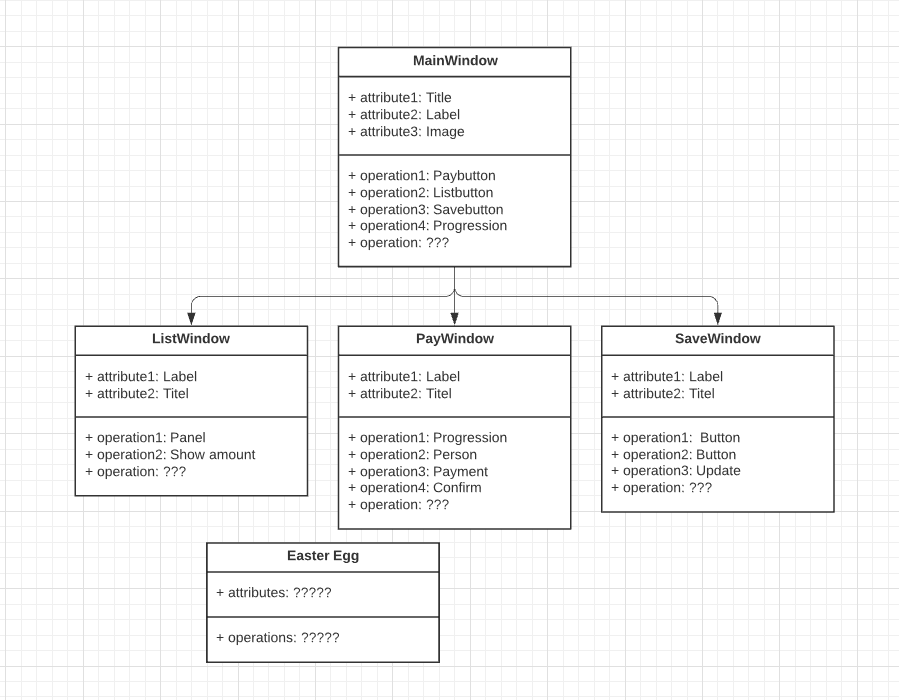 MainWindow
+ attribute1: Title
+ attribute2: Label
+ attribute3: Image
+ operation1: Paybutton
+ operation2: Listbutton
+ operation3: Savebutton
+ operation4: Progression
+ operation: ???
ListWindow
+ attribute1: Label
+ attribute2: Titel
+ operation1: Panel
+ operation2: Show amount
+ operation: ???
PayWindow
+ attribute1: Label
+ attribute2: Titel
+ operation1: Progression
+ operation2: Person
+ operation3: Payment
+ operation4: Confirm
+ operation: ???
SaveWindow
+ attribute1: Label
+ attribute2: Titel
+ operation1:  Button
+ operation2: Button
+ operation3: Update
+ operation: ???
Easter Egg
+ attributes: ?????
+ operations: ?????